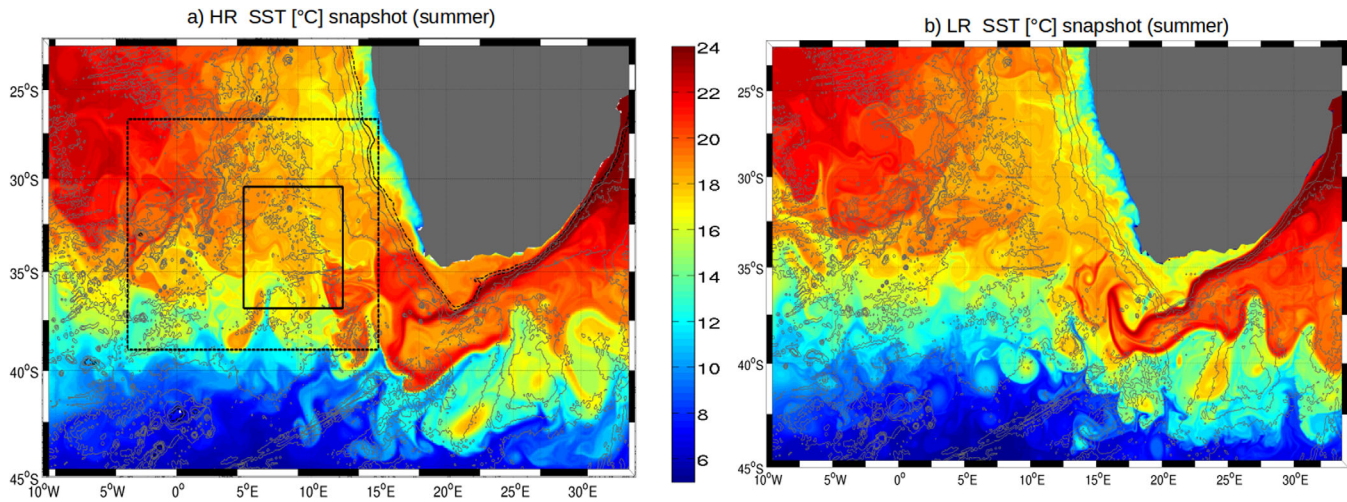 a) HR SST [°C] snapshot (summer)
b) LR SST [°C] snapshot (summer)
25°S
30°S
35°S
40°S
45°S
10°W 5°W 0° 5°E 10°E 15°E 20°E 25°E 30°E
24
22
20
18
16
14
12
10
8
6
25°S
30°S
35°S
40°S
45°S
10°W 5°W 0° 5°E 10°E 15°E 20°E 25°E 30°E